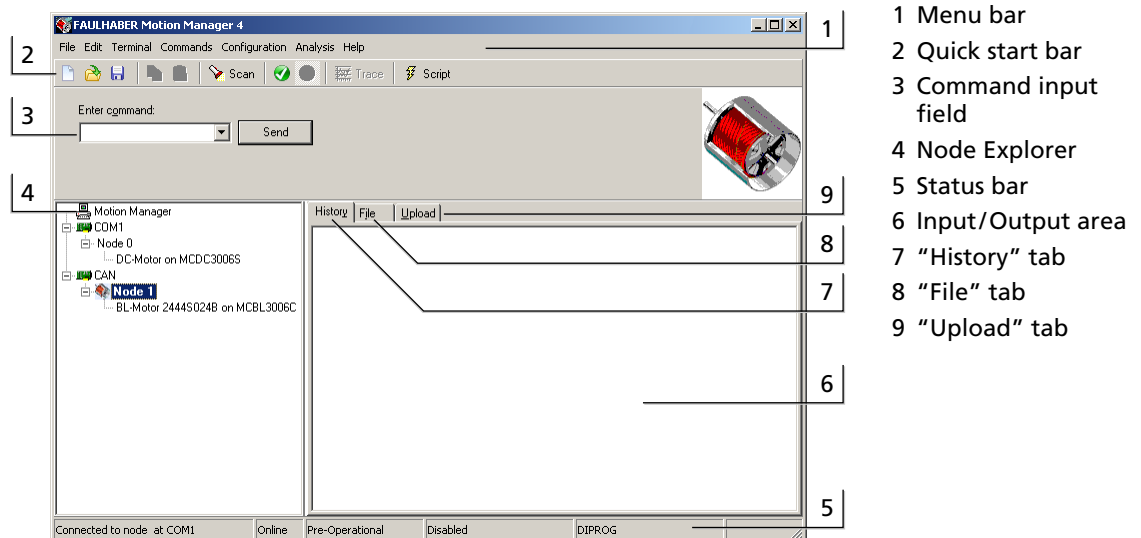 FAULHABER Motion Manager 4
File Edit Terminal Commands Configuration Analysis Help
Scan Trace Script
Enter command:
Send
Motion Manager
COM1
Node 0
DC-Motor on MCDC3006S
CAN
Node 1
BL-Motor 2444S024B on MCBL3006C
History File Upload
Connected to node at COM1 Online Pre-Operational Disabled DIPROG
1
2
3
4
9
8
7
6
5
1 Menu bar
2 Quick start bar
3 Command input
field
4 Node Explorer
5 Status bar
6 Input/Output area
7 “History” tab
8 “File” tab
9 “Upload” tab